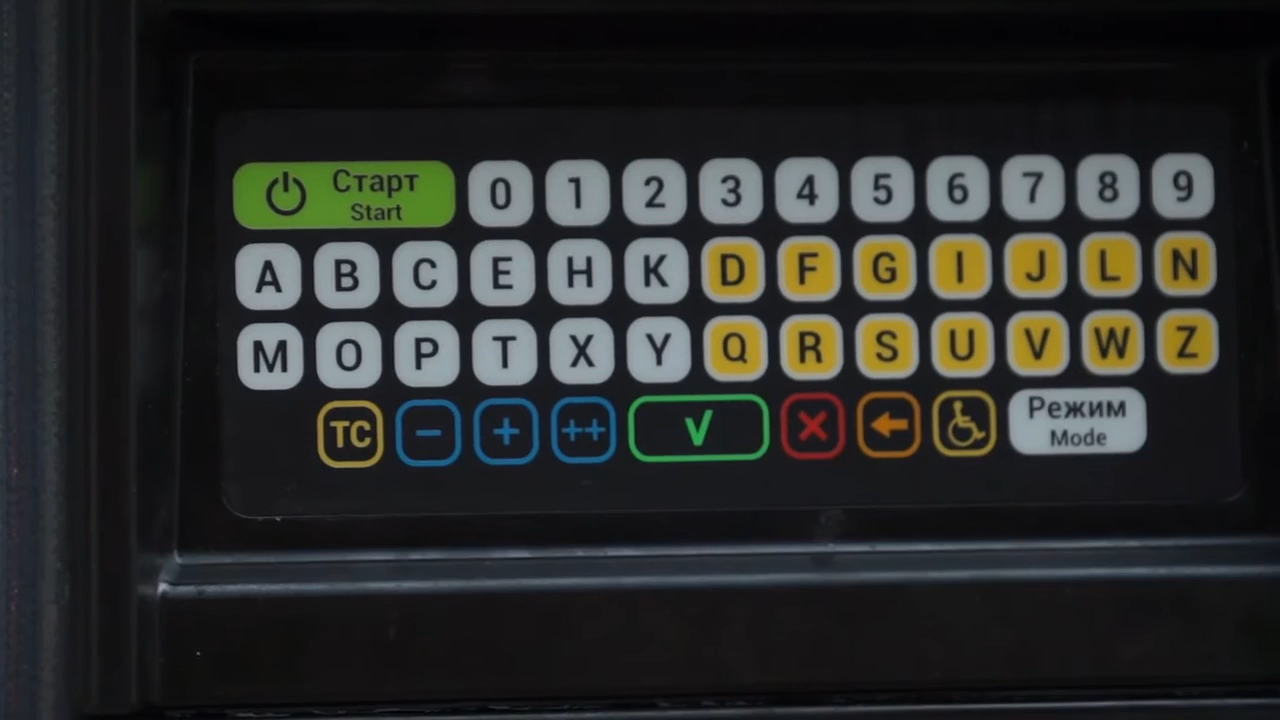 Старт
Start
0 1 2 3 4 5 6 7 8 9
A B C E H K D F G I J L N
M O P T X Y Q R S U V W Z
TC − + ++ √ Режим
Mode